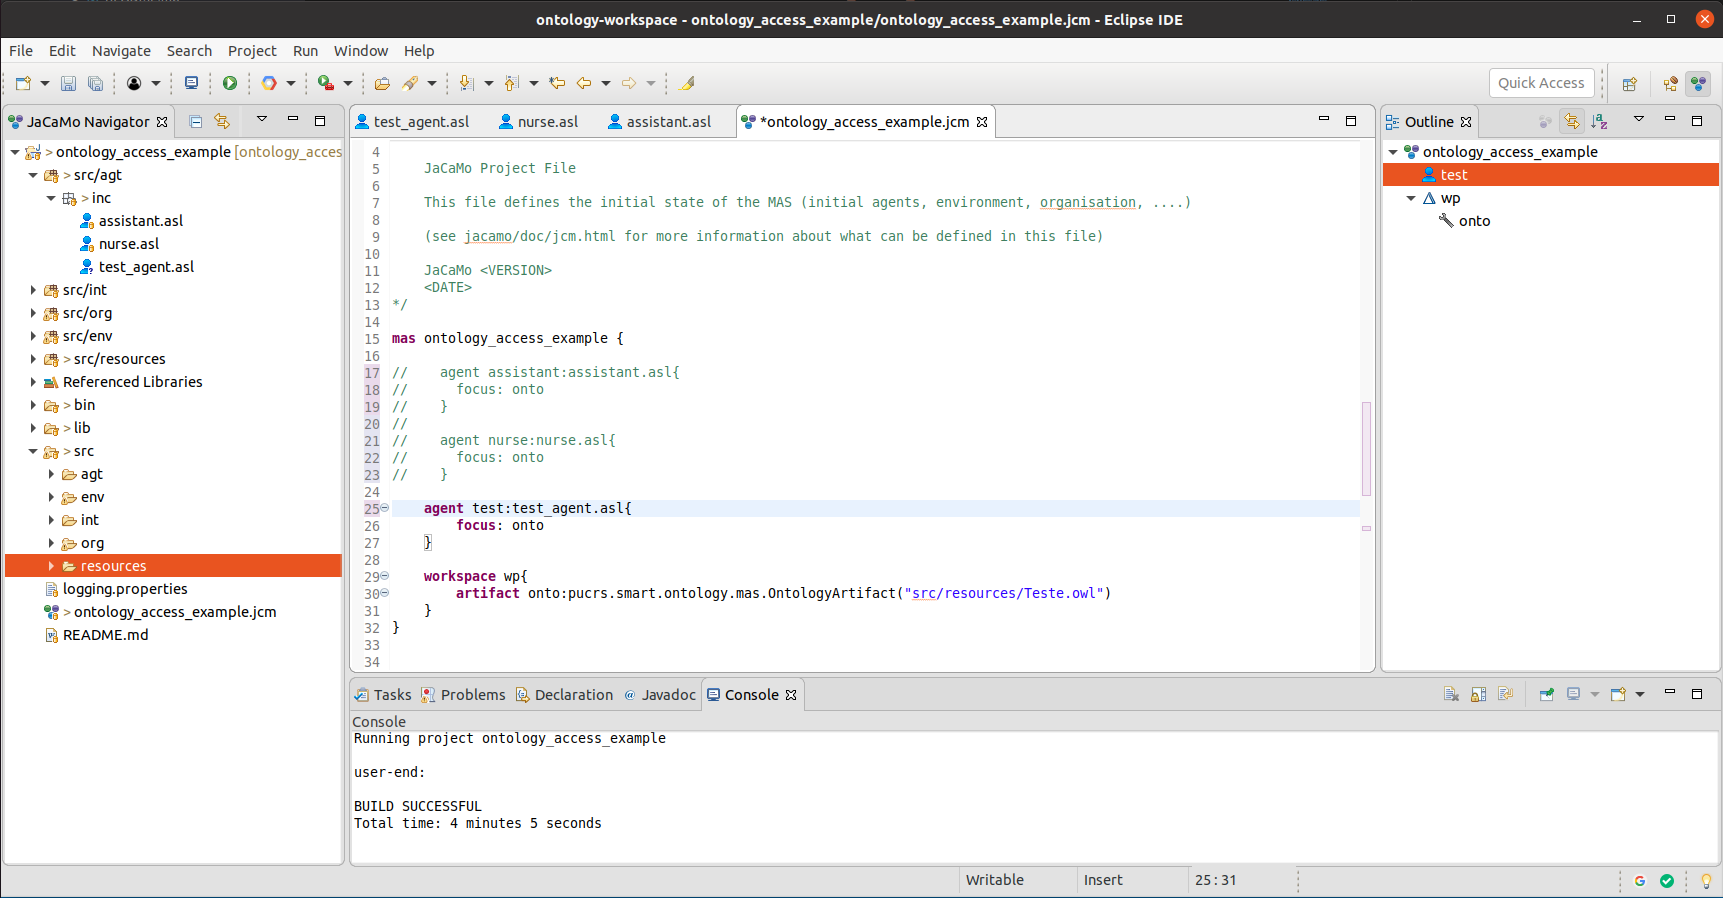 ontology-workspace - ontology_access_example/ontology_access_example.jcm - Eclipse IDE
File Edit Navigate Search Project Run Window Help
Quick Access
JaCaMo Navigator
> ontology_access_example [ontology_acces
> src/agt
> inc
assistant.asl
nurse.asl
test_agent.asl
src/int
src/org
src/env
> src/resources
Referenced Libraries
> bin
> lib
> src
agt
env
int
org
resources
logging.properties
> ontology_access_example.jcm
README.md
test_agent.asl nurse.asl assistant.asl *ontology_access_example.jcm
4
5 JaCaMo Project File
6
7 This file defines the initial state of the MAS (initial agents, environment, organisation, ....)
8
9 (see jacamo/doc/jcm.html for more information about what can be defined in this file)
10
11 JaCaMo <VERSION>
12 <DATE>
13 */
14
15 mas ontology_access_example {
16
17 // agent assistant:assistant.asl{
18 // focus: onto
19 // }
20 //
21 // agent nurse:nurse.asl{
22 // focus: onto
23 // }
24
25 agent test:test_agent.asl{
26 focus: onto
27 }
28
29 workspace wp{
30 artifact onto:pucrs.smart.ontology.mas.OntologyArtifact("src/resources/Teste.owl")
31 }
32 }
33
34
Outline
ontology_access_example
test
wp
onto
Tasks Problems Declaration @ Javadoc Console
Console
Running project ontology_access_example
user-end:
BUILD SUCCESSFUL
Total time: 4 minutes 5 seconds
Writable Insert 25 : 31